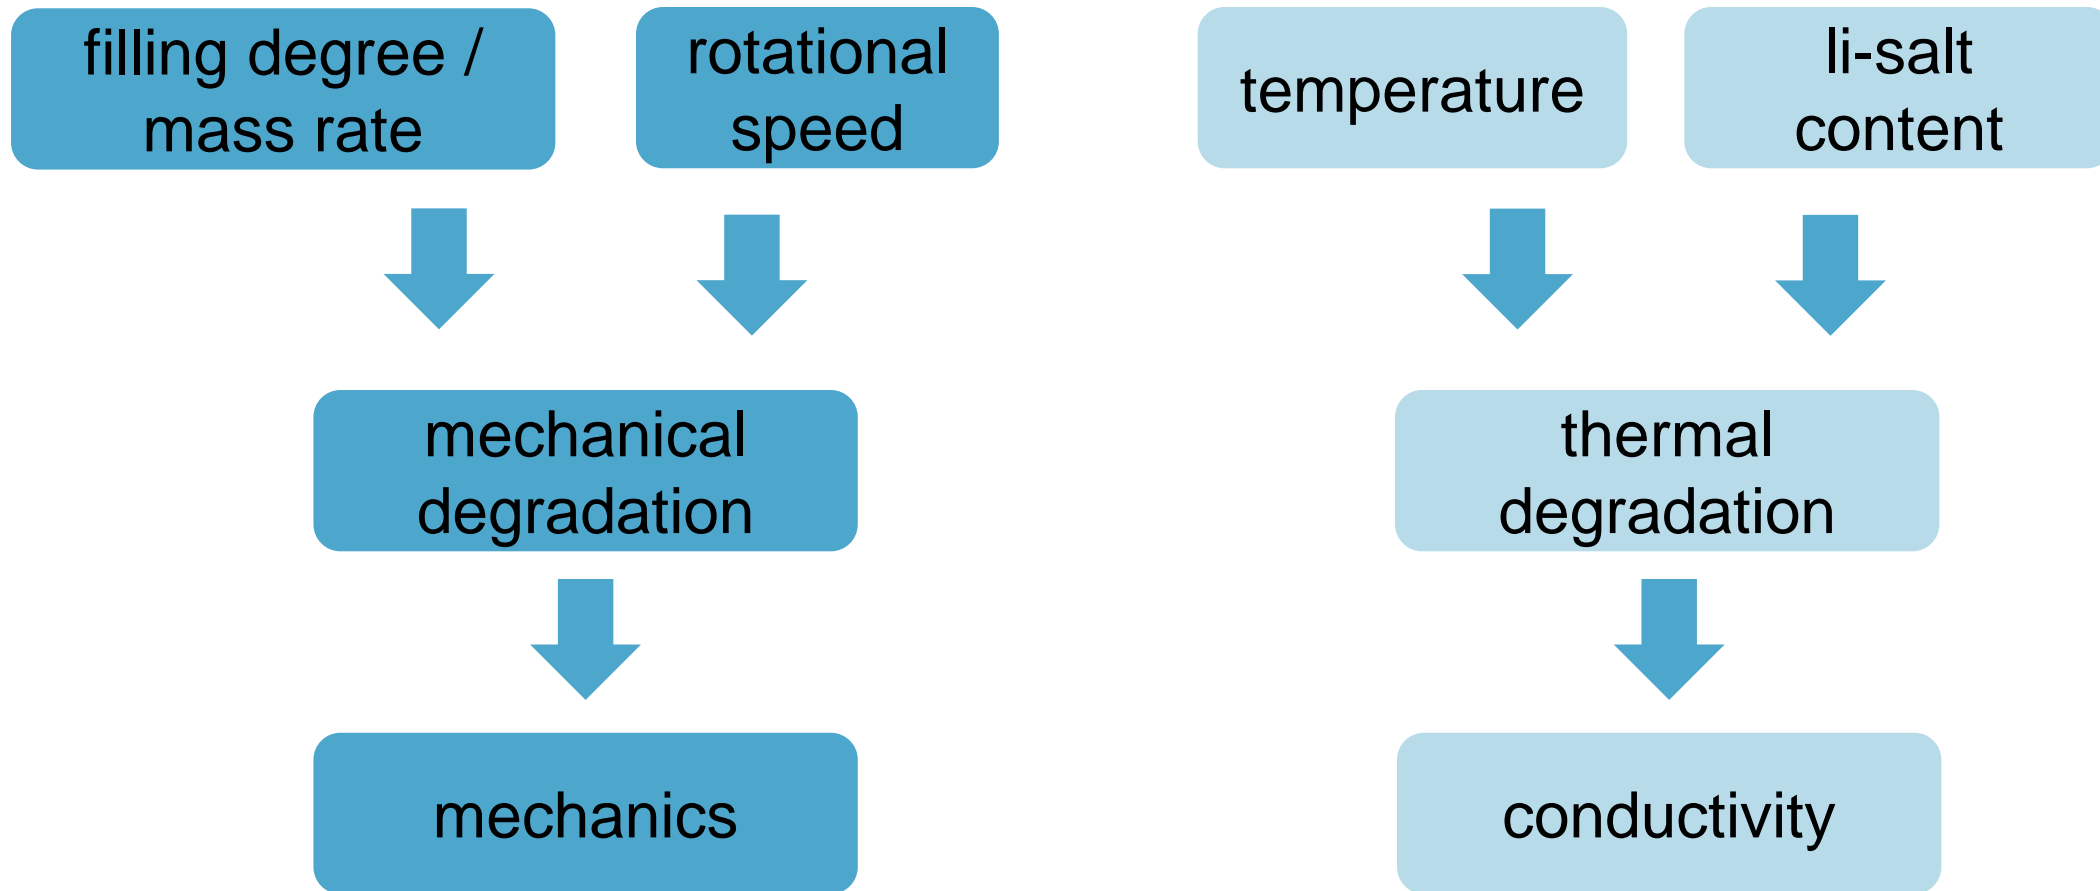 filling degree /
mass rate
rotational
speed
temperature
li-salt
content
mechanical
degradation
thermal
degradation
mechanics
conductivity